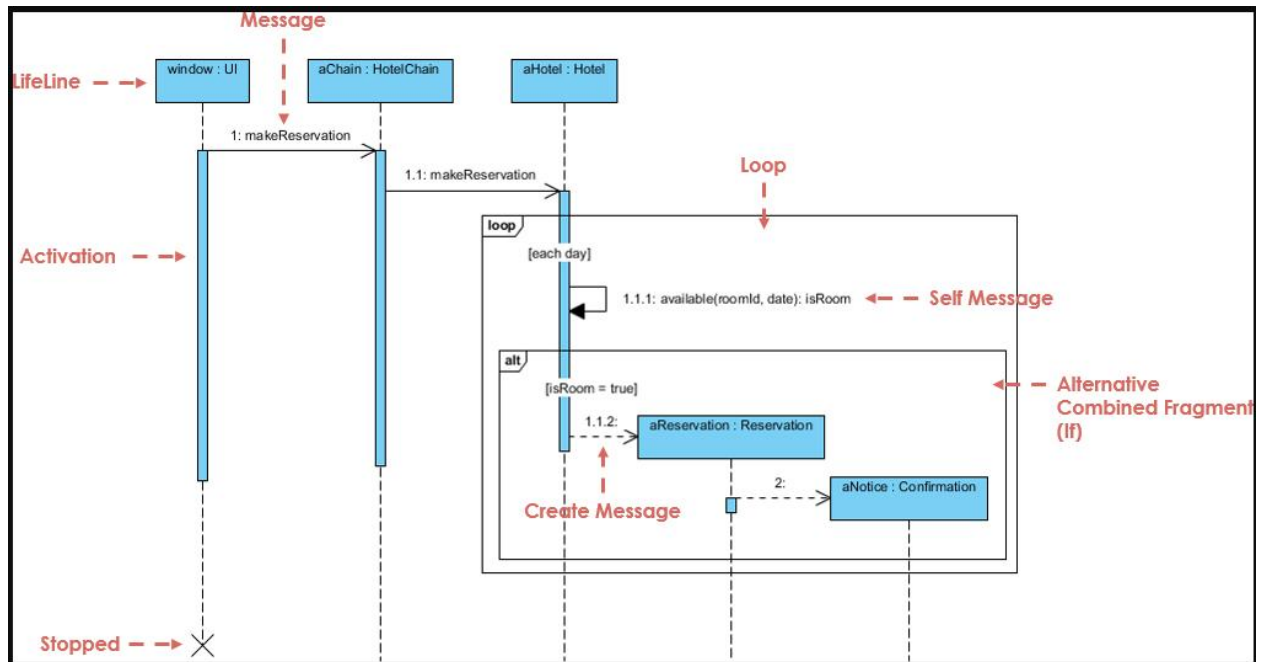 Message
window : UI
aChain : HotelChain
aHotel : Hotel
LifeLine
1: makeReservation
1.1: makeReservation
Loop
loop
[each day]
Activation
1.1.1: available(roomId, date): isRoom
Self Message
alt
[isRoom = true]
Alternative
Combined Fragment
(If)
1.1.2:
aReservation : Reservation
2:
aNotice : Confirmation
Create Message
Stopped